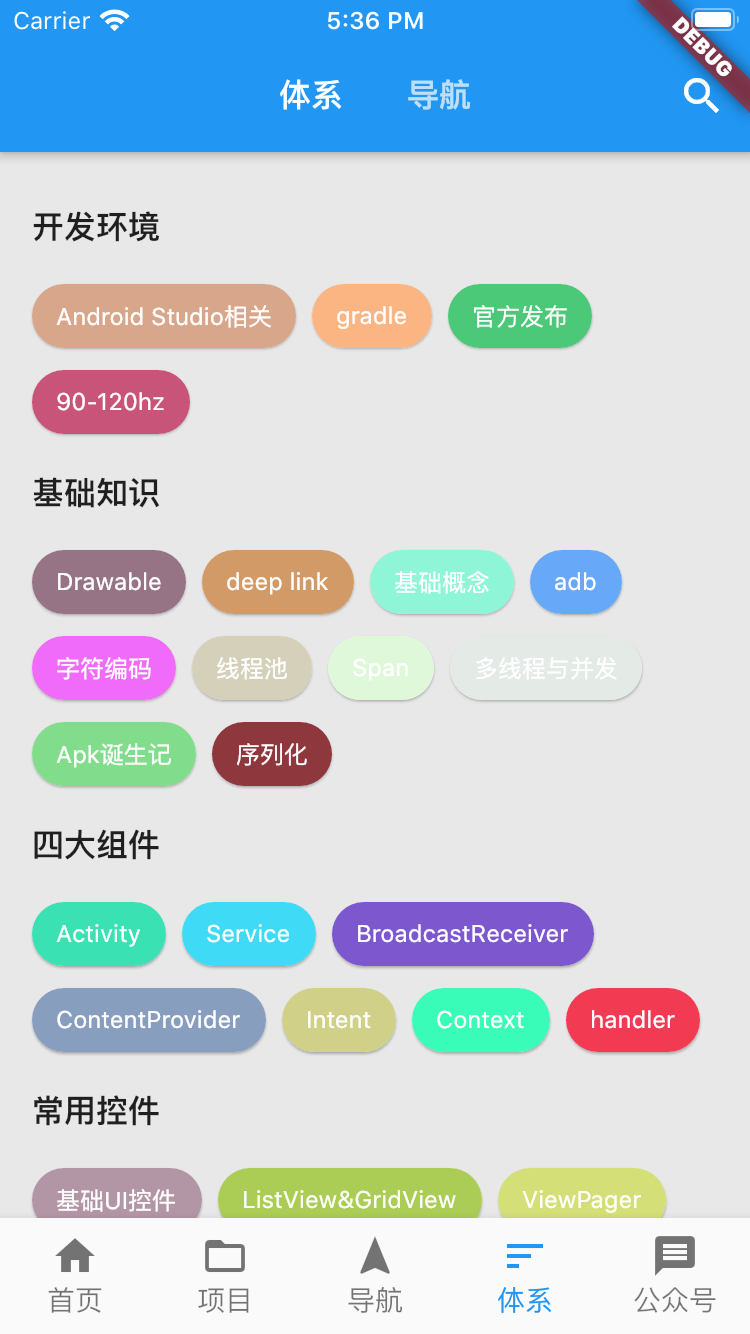 Carrier 5:36 PM
DEBUG
体系 导航
开发环境
Android Studio相关 gradle 官方发布
90-120hz
基础知识
Drawable deep link 基础概念 adb
字符编码 线程池 Span 多线程与并发
Apk诞生记 序列化
四大组件
Activity Service BroadcastReceiver
ContentProvider Intent Context handler
常用控件
基础UI控件 ListView&GridView ViewPager
首页 项目 导航 体系 公众号